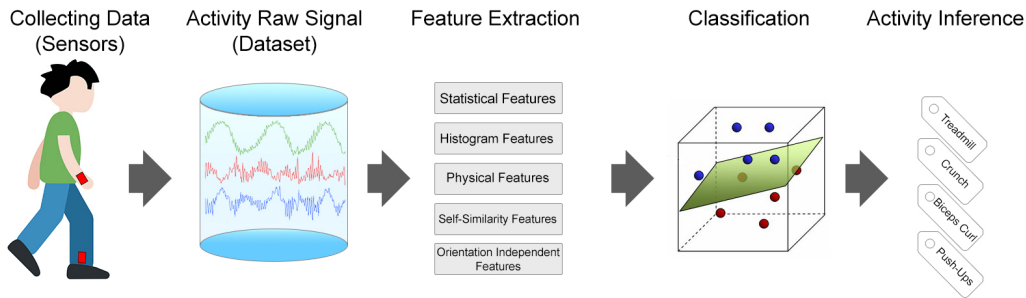 Collecting Data
(Sensors)
Activity Raw Signal
(Dataset)
Feature Extraction
Classification
Activity Inference
Statistical Features
Histogram Features
Physical Features
Self-Similarity Features
Orientation Independent
Features
Treadmill
Crunch
Biceps Curl
Push-Ups